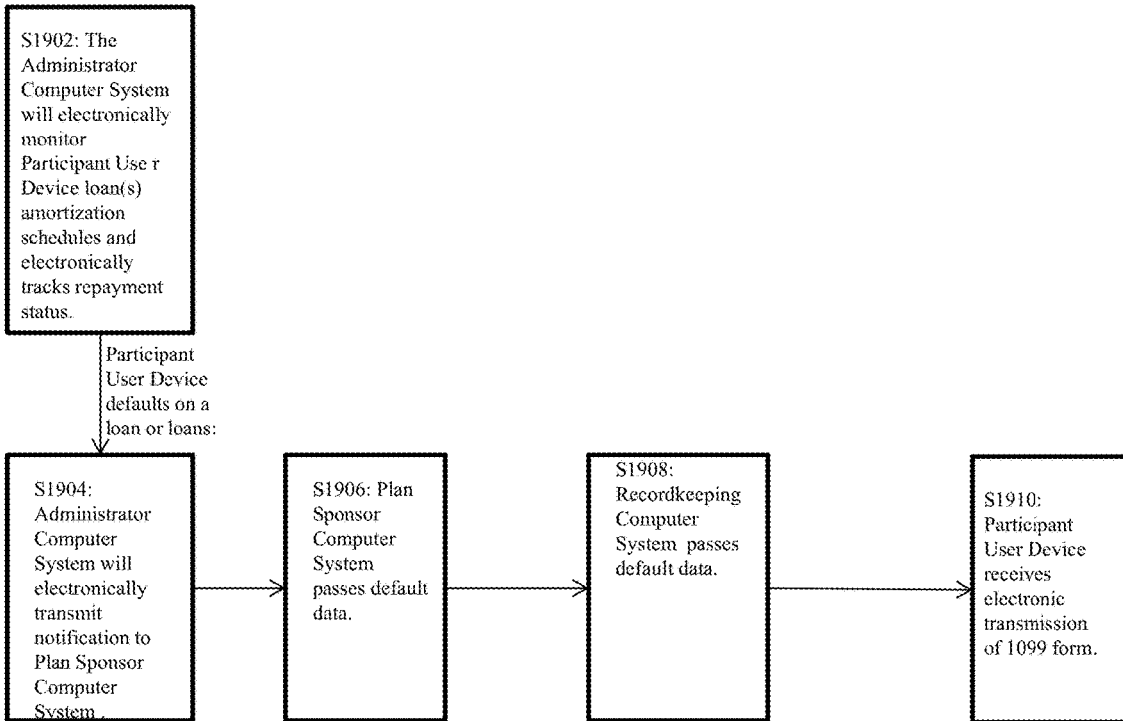 S1902: The
Administrator
Computer System
will electronically
monitor
Participant Use r
Device loan(s)
amortization
schedules and
electronically
tracks repayment
status.
Participant
User Device
defaults on a
loan or loans:
S1904:
Administrator
Computer
System will
electronically
transmit
notification to
Plan Sponsor
Computer
System .
S1906: Plan
Sponsor
Computer
System
passes default
data.
S1908:
Recordkeeping
Computer
System passes
default data.
S1910:
Participant
User Device
receives
electronic
transmission
of 1099 form.